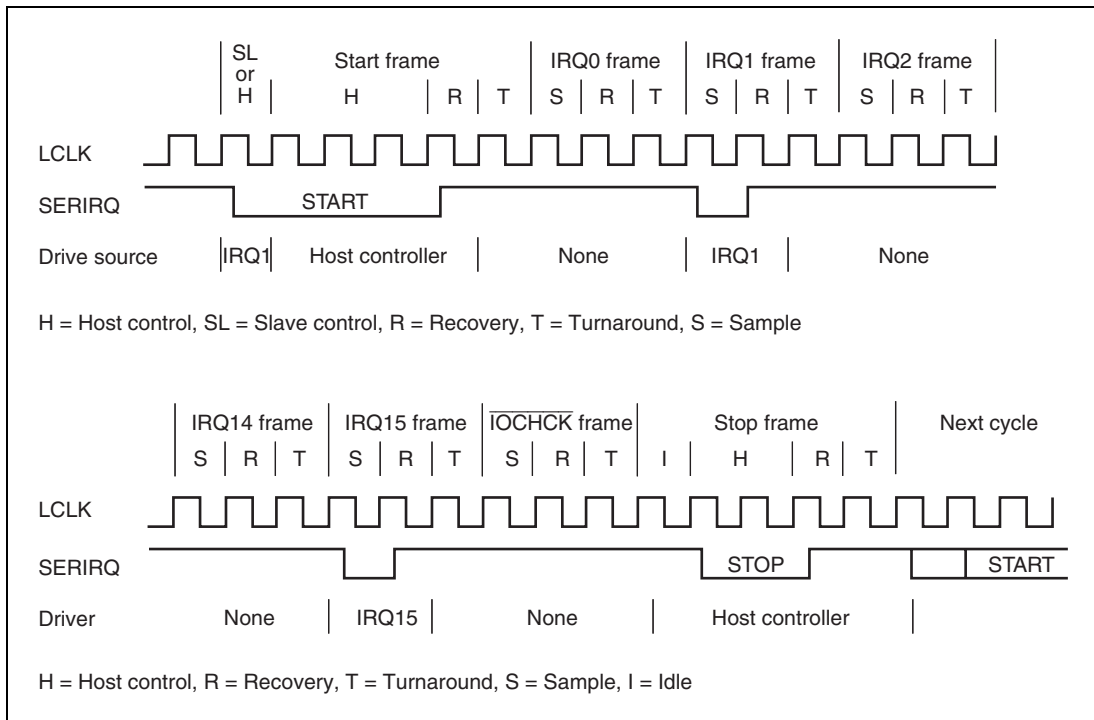 SL
or
H
Start frame
IRQ0 frame
IRQ1 frame
IRQ2 frame
H R T S R T S R T S R T
LCLK
SERIRQ START
Drive source IRQ1 Host controller None IRQ1 None
H = Host control, SL = Slave control, R = Recovery, T = Turnaround, S = Sample
IRQ14 frame IRQ15 frame IOCHCK frame Stop frame Next cycle
S R T S R T S R T I H R T
LCLK
SERIRQ STOP START
Driver None IRQ15 None Host controller
H = Host control, R = Recovery, T = Turnaround, S = Sample, I = Idle